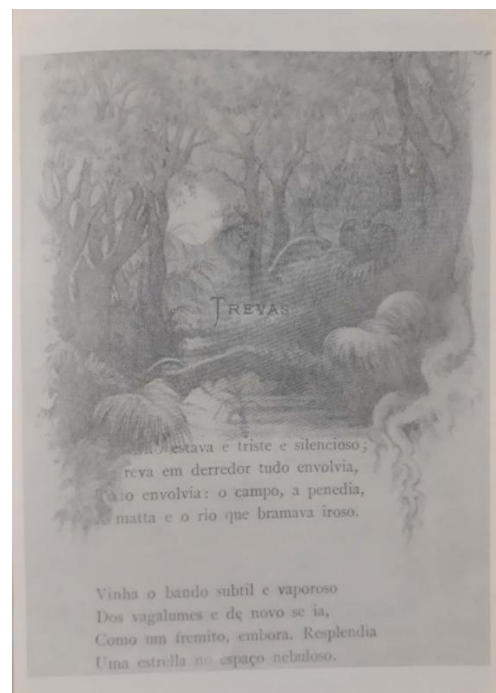 TREVAS
estava e triste e silencioso;
reva em derredor tudo envolvia,
envolvia: o campo, a penedia,
matta e o rio que bramava iroso.
Vinha o bando subtil e vaporoso
Dos vagalumes e de novo se ia,
Como um fremito, embora. Resplendia
Uma estrella no espaço nebuloso.